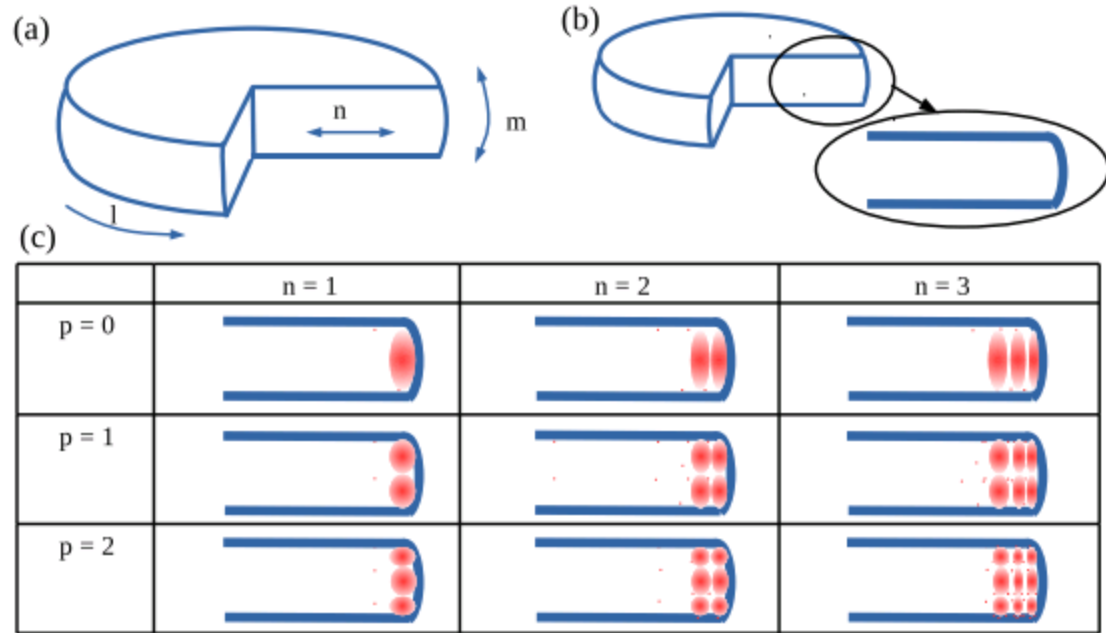 (a)
n
m
l
(b)
(c)
n = 1 n = 2 n = 3
p = 0
p = 1
p = 2